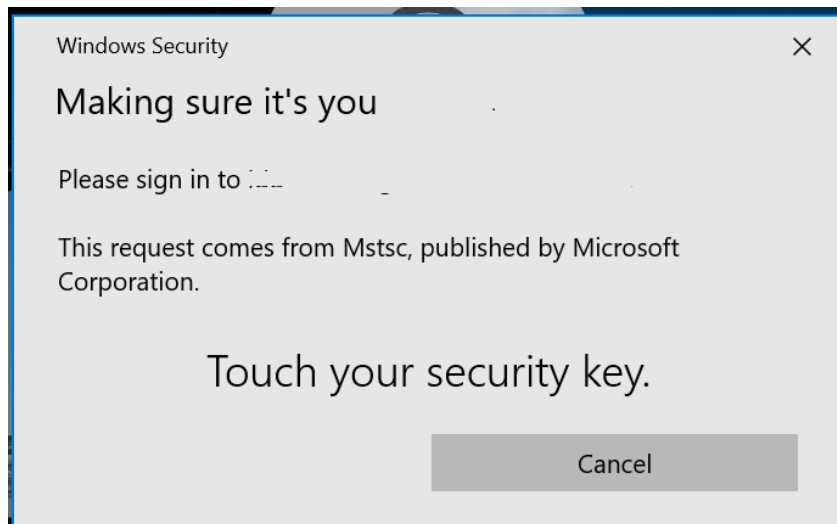 Windows Security
Making sure it's you
Please sign in to
This request comes from Mstsc, published by Microsoft
Corporation.
Touch your security key.
Cancel